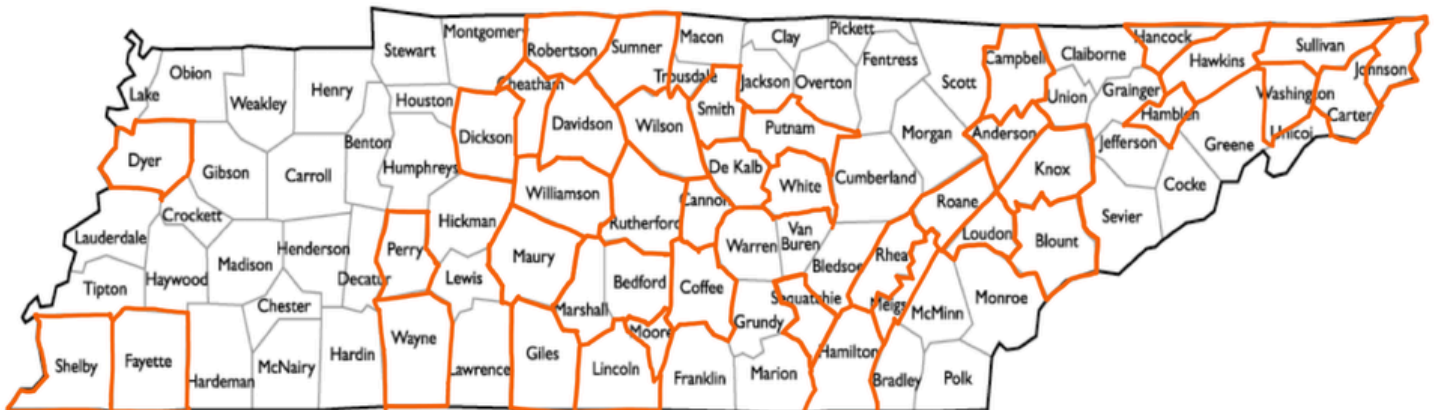 Pickett
Montgomery
Macon
Clay
Hancock
Stewart
Robertson
Sumner
Sullivan
Fentress
Campbell
Claiborne
Hawkins
Johnson
Obion
Trousdale
Cheatham
Jackson
Overton
Scott
Lake
Weakley
Henry
Houston
Union
Grainger
Washington
Smith
Hamblen
Carter
Davidson
Wilson
Putnam
Morgan
Anderson
Unicoi
Dickson
Benton
Jefferson
Greene
Dyer
Gibson
Carroll
Humphreys
De Kalb
Knox
White
Cumberland
Cocke
Williamson
Cannon
Roane
Crockett
Hickman
Rutherford
Sevier
Lauderdale
Henderson
Perry
Van
Buren
Warren
Loudon
Blount
Madison
Maury
Rhea
Haywood
Decatur
Lewis
Bedford
Bledsoe
Tipton
Coffee
Chester
Marshall
Sequatchie
Meigs
Monroe
McMinn
Grundy
Moore
Wayne
Shelby
Fayette
Hardin
Giles
Hamilton
McNairy
Lawrence
Lincoln
Marion
Hardeman
Franklin
Bradley
Polk